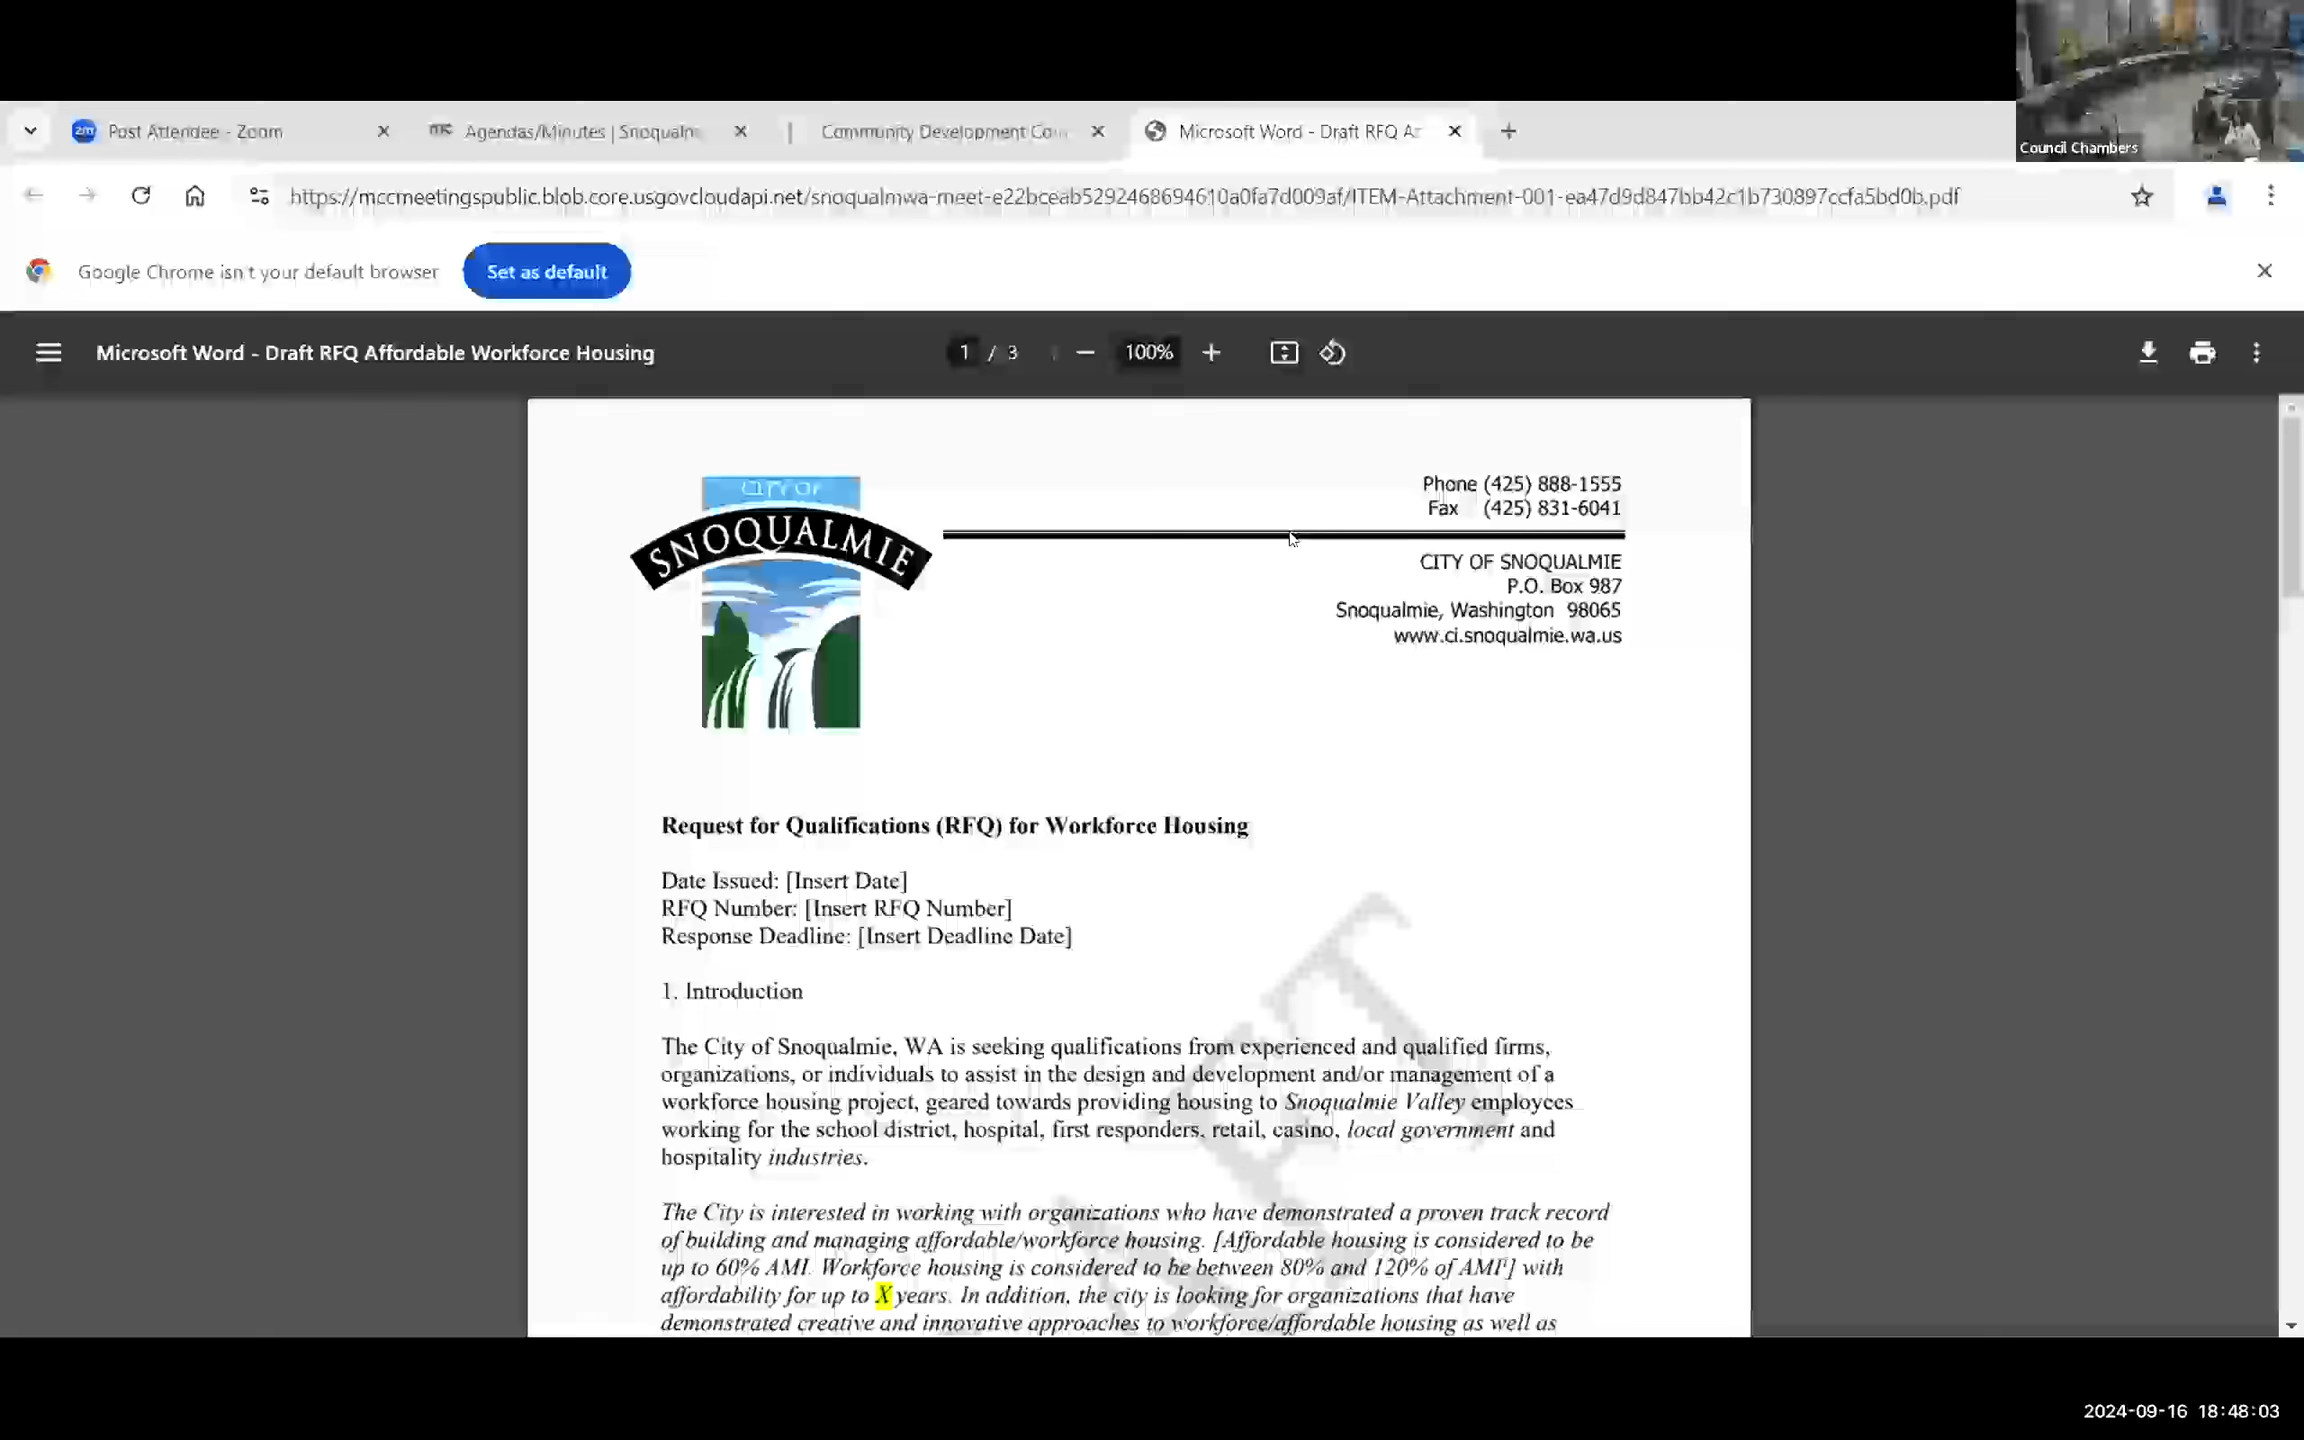 Council Chambers
Post Attendee - Zoom
Agendas/Minutes | Snoqualm
Community Development Co
Microsoft Word - Draft RFQ A
https://mccmeetingspublic.blob.core.usgovcloudapi.net/snoqualmwa-meet-e22bceab5292468694610a0fa7d009af/ITEM-Attachment-001-ea47d9d847bb42c1b730897ccfa5bd0b.pdf
Google Chrome isn't your default browser
Set as default
Microsoft Word - Draft RFQ Affordable Workforce Housing
1 / 3
100%
CITY OF
SNOQUALMIE
Phone (425) 888-1555
Fax (425) 831-6041
CITY OF SNOQUALMIE
P.O. Box 987
Snoqualmie, Washington 98065
www.ci.snoqualmie.wa.us
Request for Qualifications (RFQ) for Workforce Housing
Date Issued: [Insert Date]
RFQ Number: [Insert RFQ Number]
Response Deadline: [Insert Deadline Date]
1. Introduction
The City of Snoqualmie, WA is seeking qualifications from experienced and qualified firms,
organizations, or individuals to assist in the design and development and/or management of a
workforce housing project, geared towards providing housing to Snoqualmie Valley employees
working for the school district, hospital, first responders, retail, casino, local government and
hospitality industries.
The City is interested in working with organizations who have demonstrated a proven track record
of building and managing affordable/workforce housing. [Affordable housing is considered to be
up to 60% AMI. Workforce housing is considered to be between 80% and 120% of AMI¹] with
affordability for up to X years. In addition, the city is looking for organizations that have
demonstrated creative and innovative approaches to workforce/affordable housing as well as
2024-09-16 18:48:03